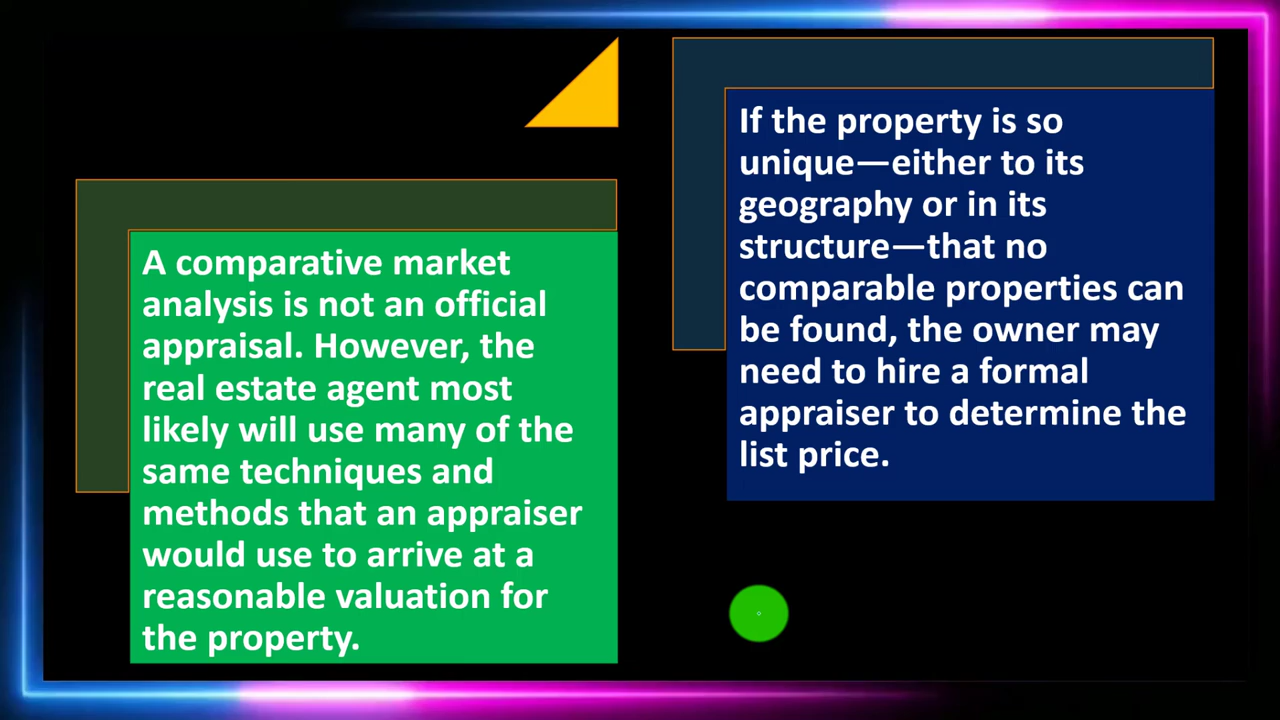 A comparative market
analysis is not an official
appraisal. However, the
real estate agent most
likely will use many of the
same techniques and
methods that an appraiser
would use to arrive at a
reasonable valuation for
the property.
If the property is so
unique—either to its
geography or in its
structure—that no
comparable properties can
be found, the owner may
need to hire a formal
appraiser to determine the
list price.